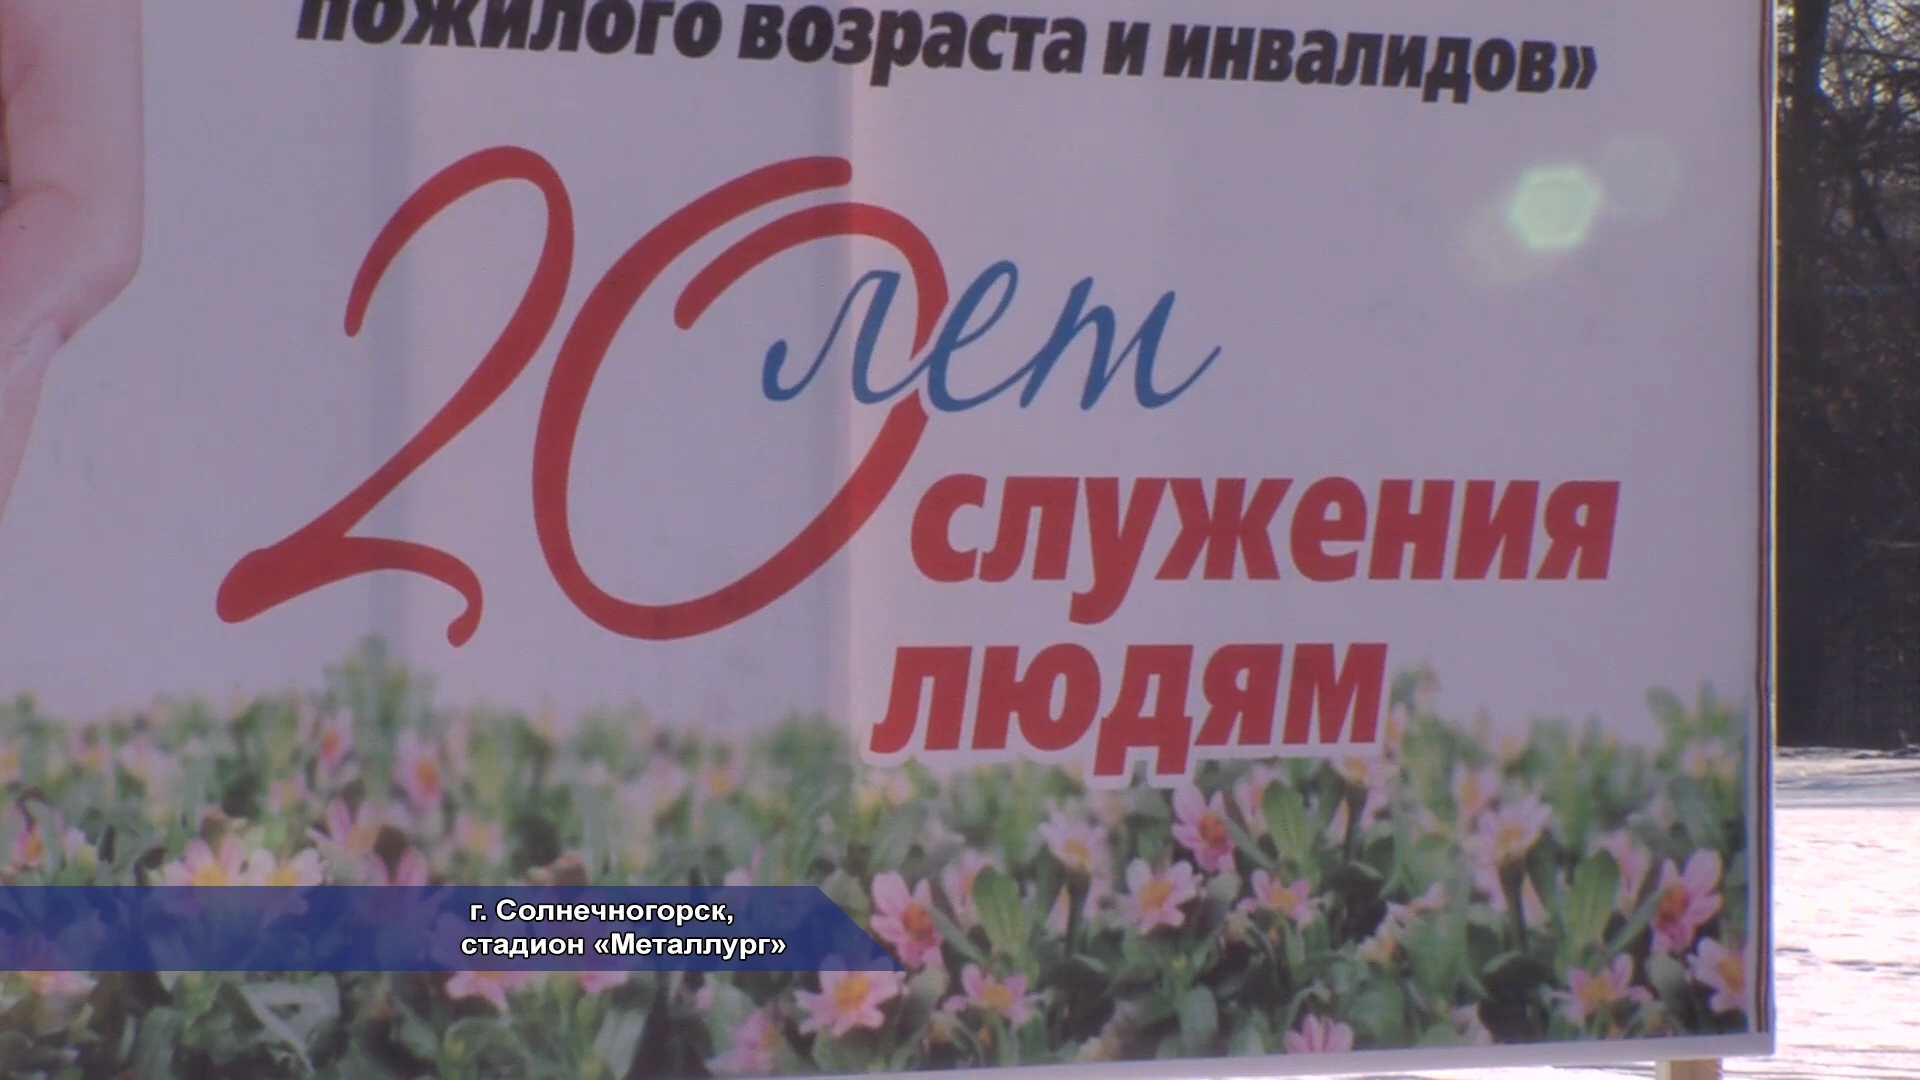 пожилого возраста и инвалидов»
20 лет
служения
людям
г. Солнечногорск,
стадион «Металлург»